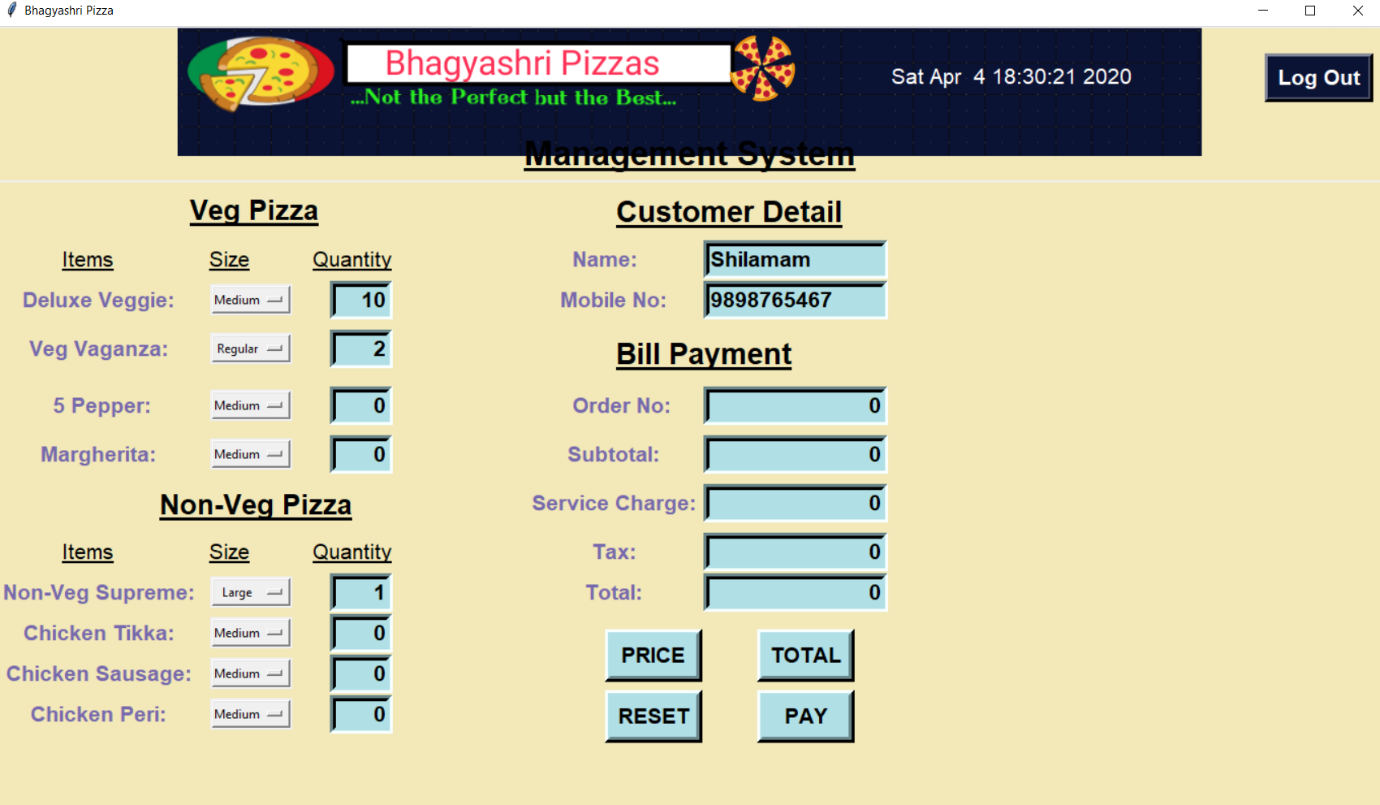 Bhagyashri Pizza
Bhagyashri Pizzas
...Not the Perfect but the Best...
Sat Apr  4 18:30:21 2020
Log Out
Management System
Veg Pizza
Items Size Quantity
Deluxe Veggie: Medium 10
Veg Vaganza: Regular 2
5 Pepper: Medium 0
Margherita: Medium 0
Non-Veg Pizza
Items Size Quantity
Non-Veg Supreme: Large 1
Chicken Tikka: Medium 0
Chicken Sausage: Medium 0
Chicken Peri: Medium 0
Customer Detail
Name: Shilamam
Mobile No: 9898765467
Bill Payment
Order No: 0
Subtotal: 0
Service Charge: 0
Tax: 0
Total: 0
PRICE TOTAL
RESET PAY